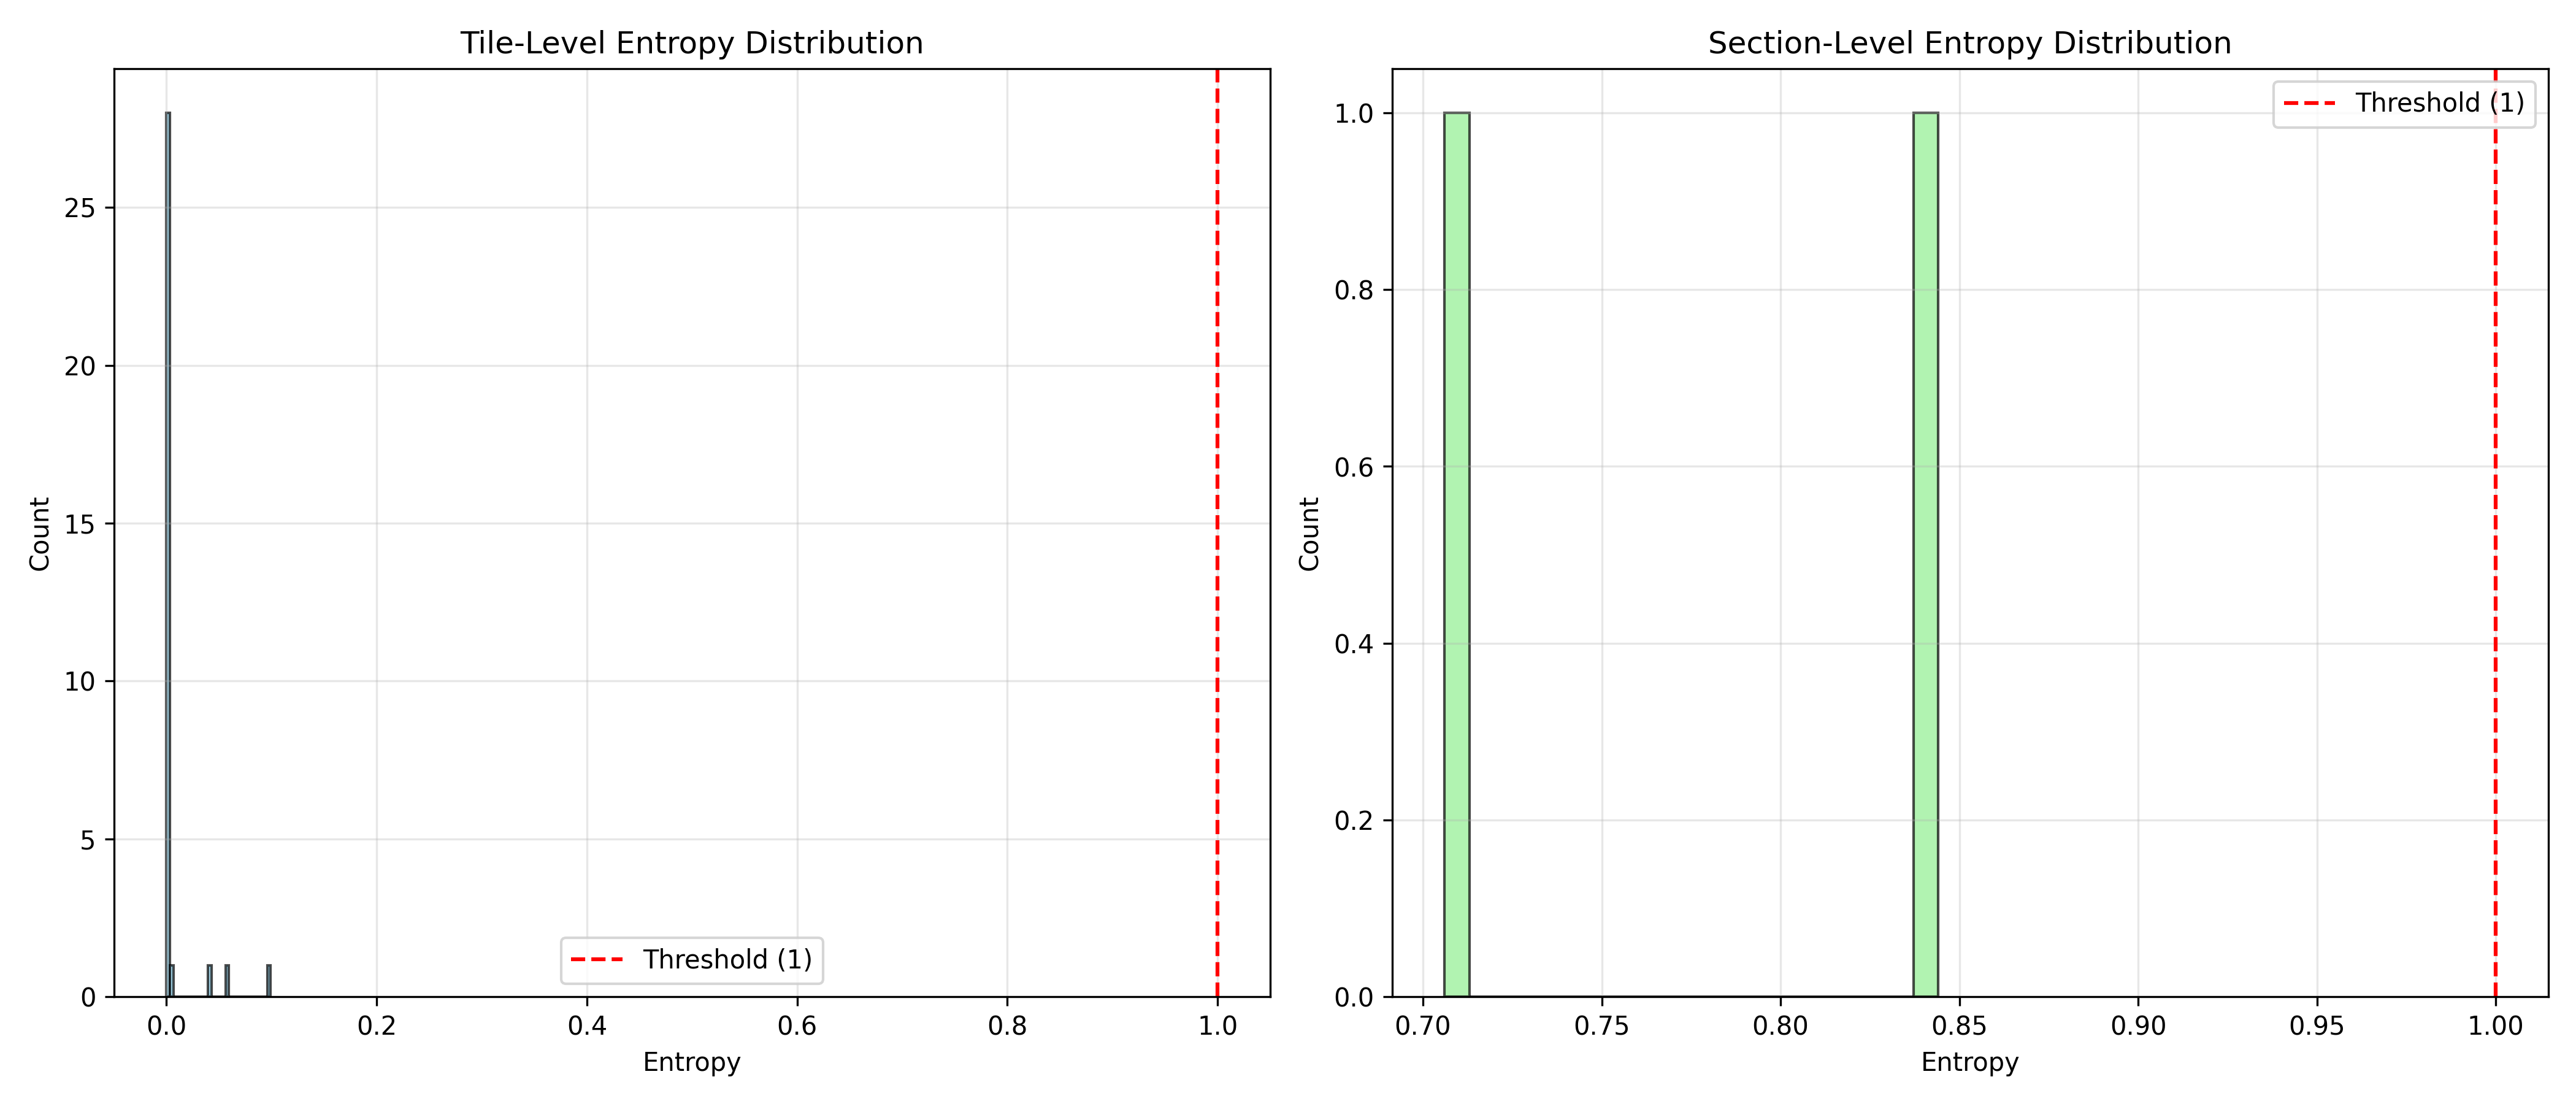 Tile-Level Entropy Distribution
Count
25
20
15
10
5
0
0.0 0.2 0.4 0.6 0.8 1.0
Entropy
Threshold (1)
Section-Level Entropy Distribution
Count
1.0
0.8
0.6
0.4
0.2
0.0
0.70 0.75 0.80 0.85 0.90 0.95 1.00
Entropy
Threshold (1)